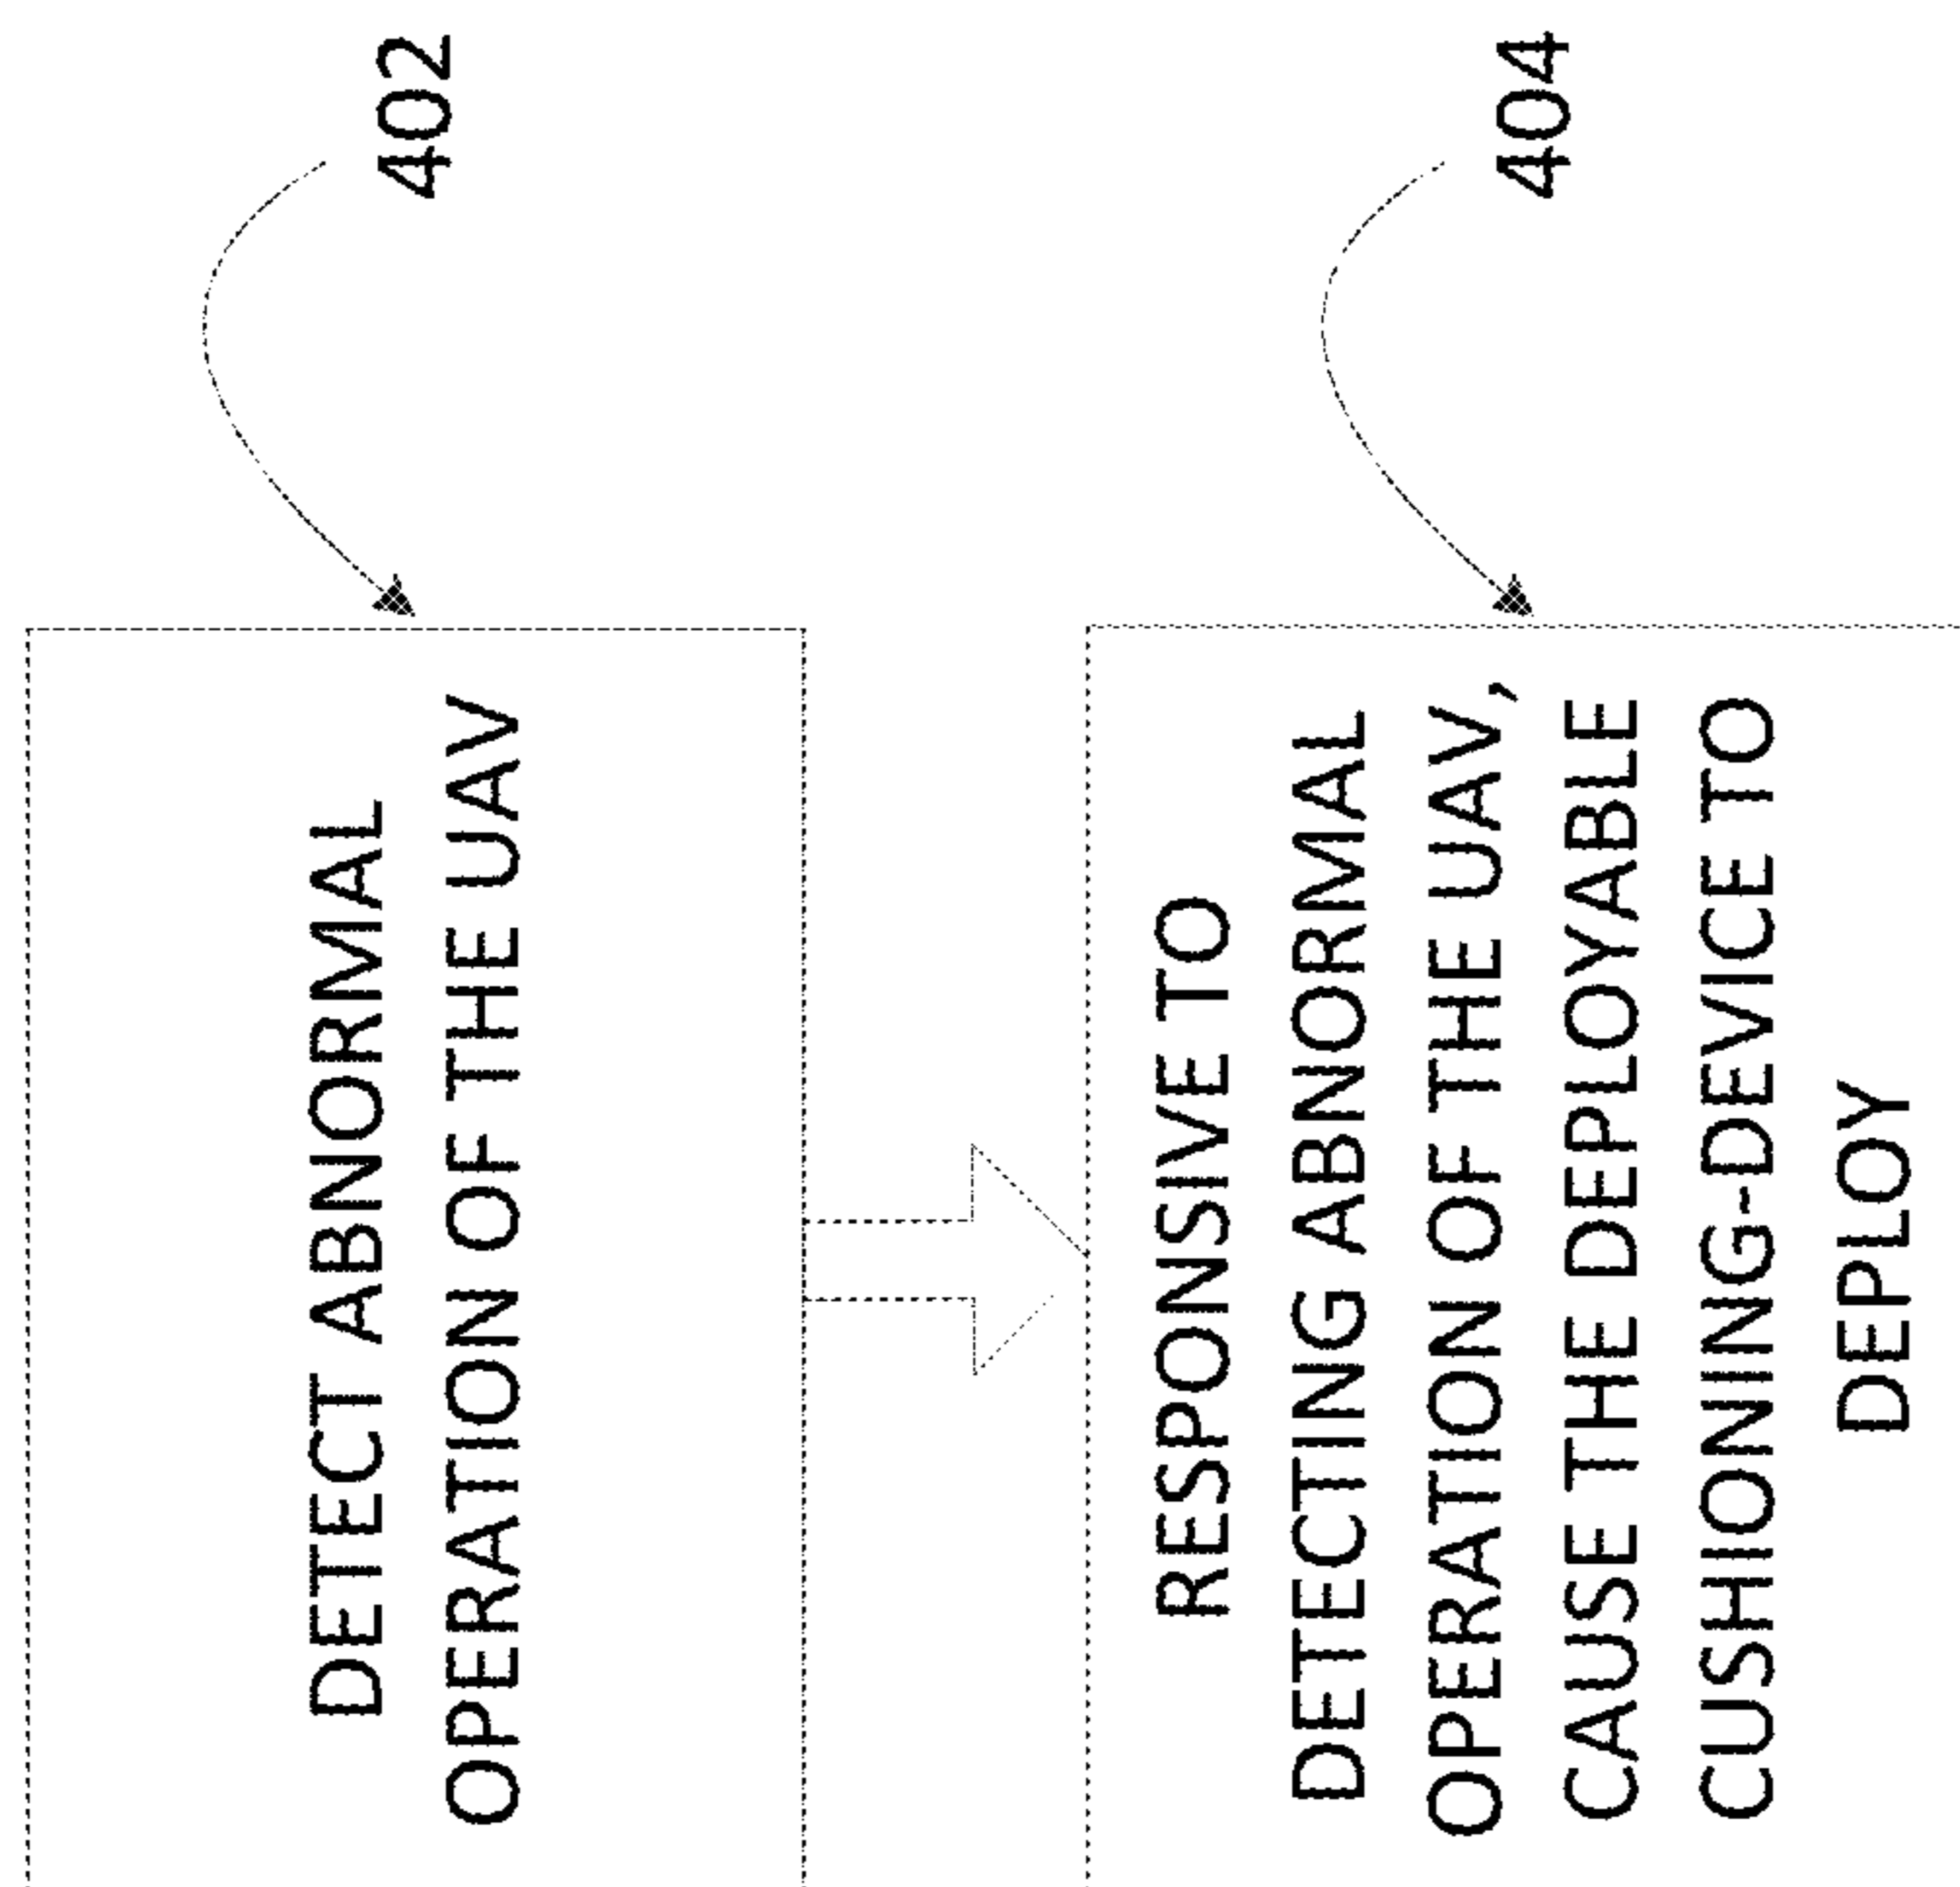 402
DETECT ABNORMAL
OPERATION OF THE UAV
404
RESPONSIVE TO
DETECTING ABNORMAL
OPERATION OF THE UAV,
CAUSE THE DEPLOYABLE
CUSHIONING-DEVICE TO
DEPLOY